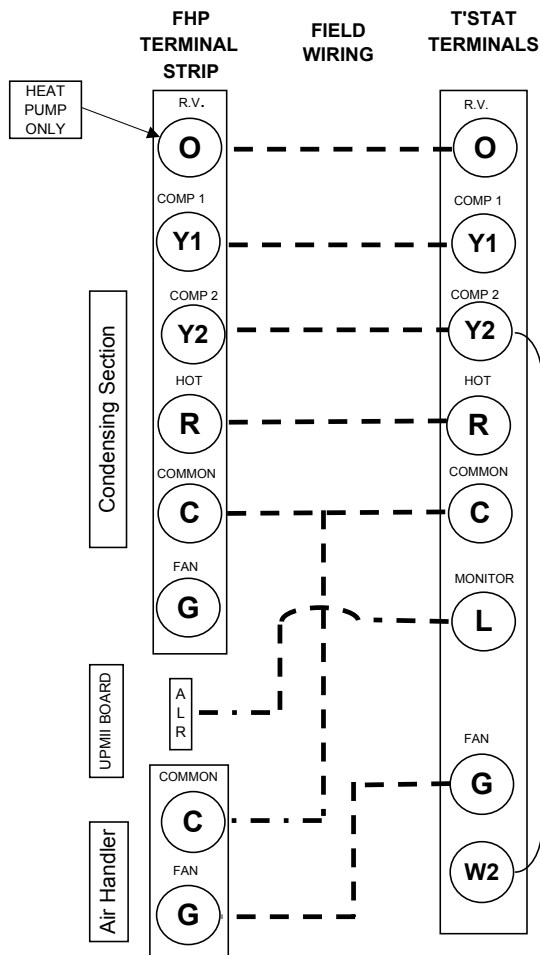 FHP
TERMINAL
STRIP
FIELD
WIRING
T'STAT
TERMINALS
HEAT
PUMP
ONLY
R.V.
O
COMP 1
Y1
COMP 2
Y2
HOT
R
COMMON
C
FAN
G
Condensing Section
UPMII BOARD
A
L
R
Air Handler
COMMON
C
FAN
G
R.V.
O
COMP 1
Y1
COMP 2
Y2
HOT
R
COMMON
C
MONITOR
L
FAN
G
W2